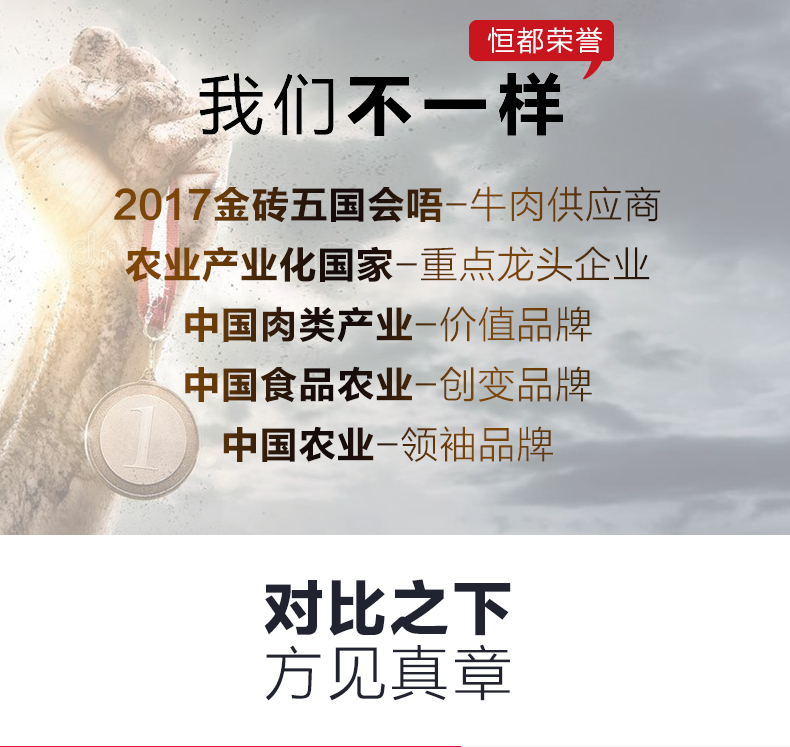 恒都荣誉
我们不一样
2017金砖五国会唔-牛肉供应商
农业产业化国家-重点龙头企业
中国肉类产业-价值品牌
中国食品农业-创变品牌
中国农业-领袖品牌
1
对比之下
方见真章